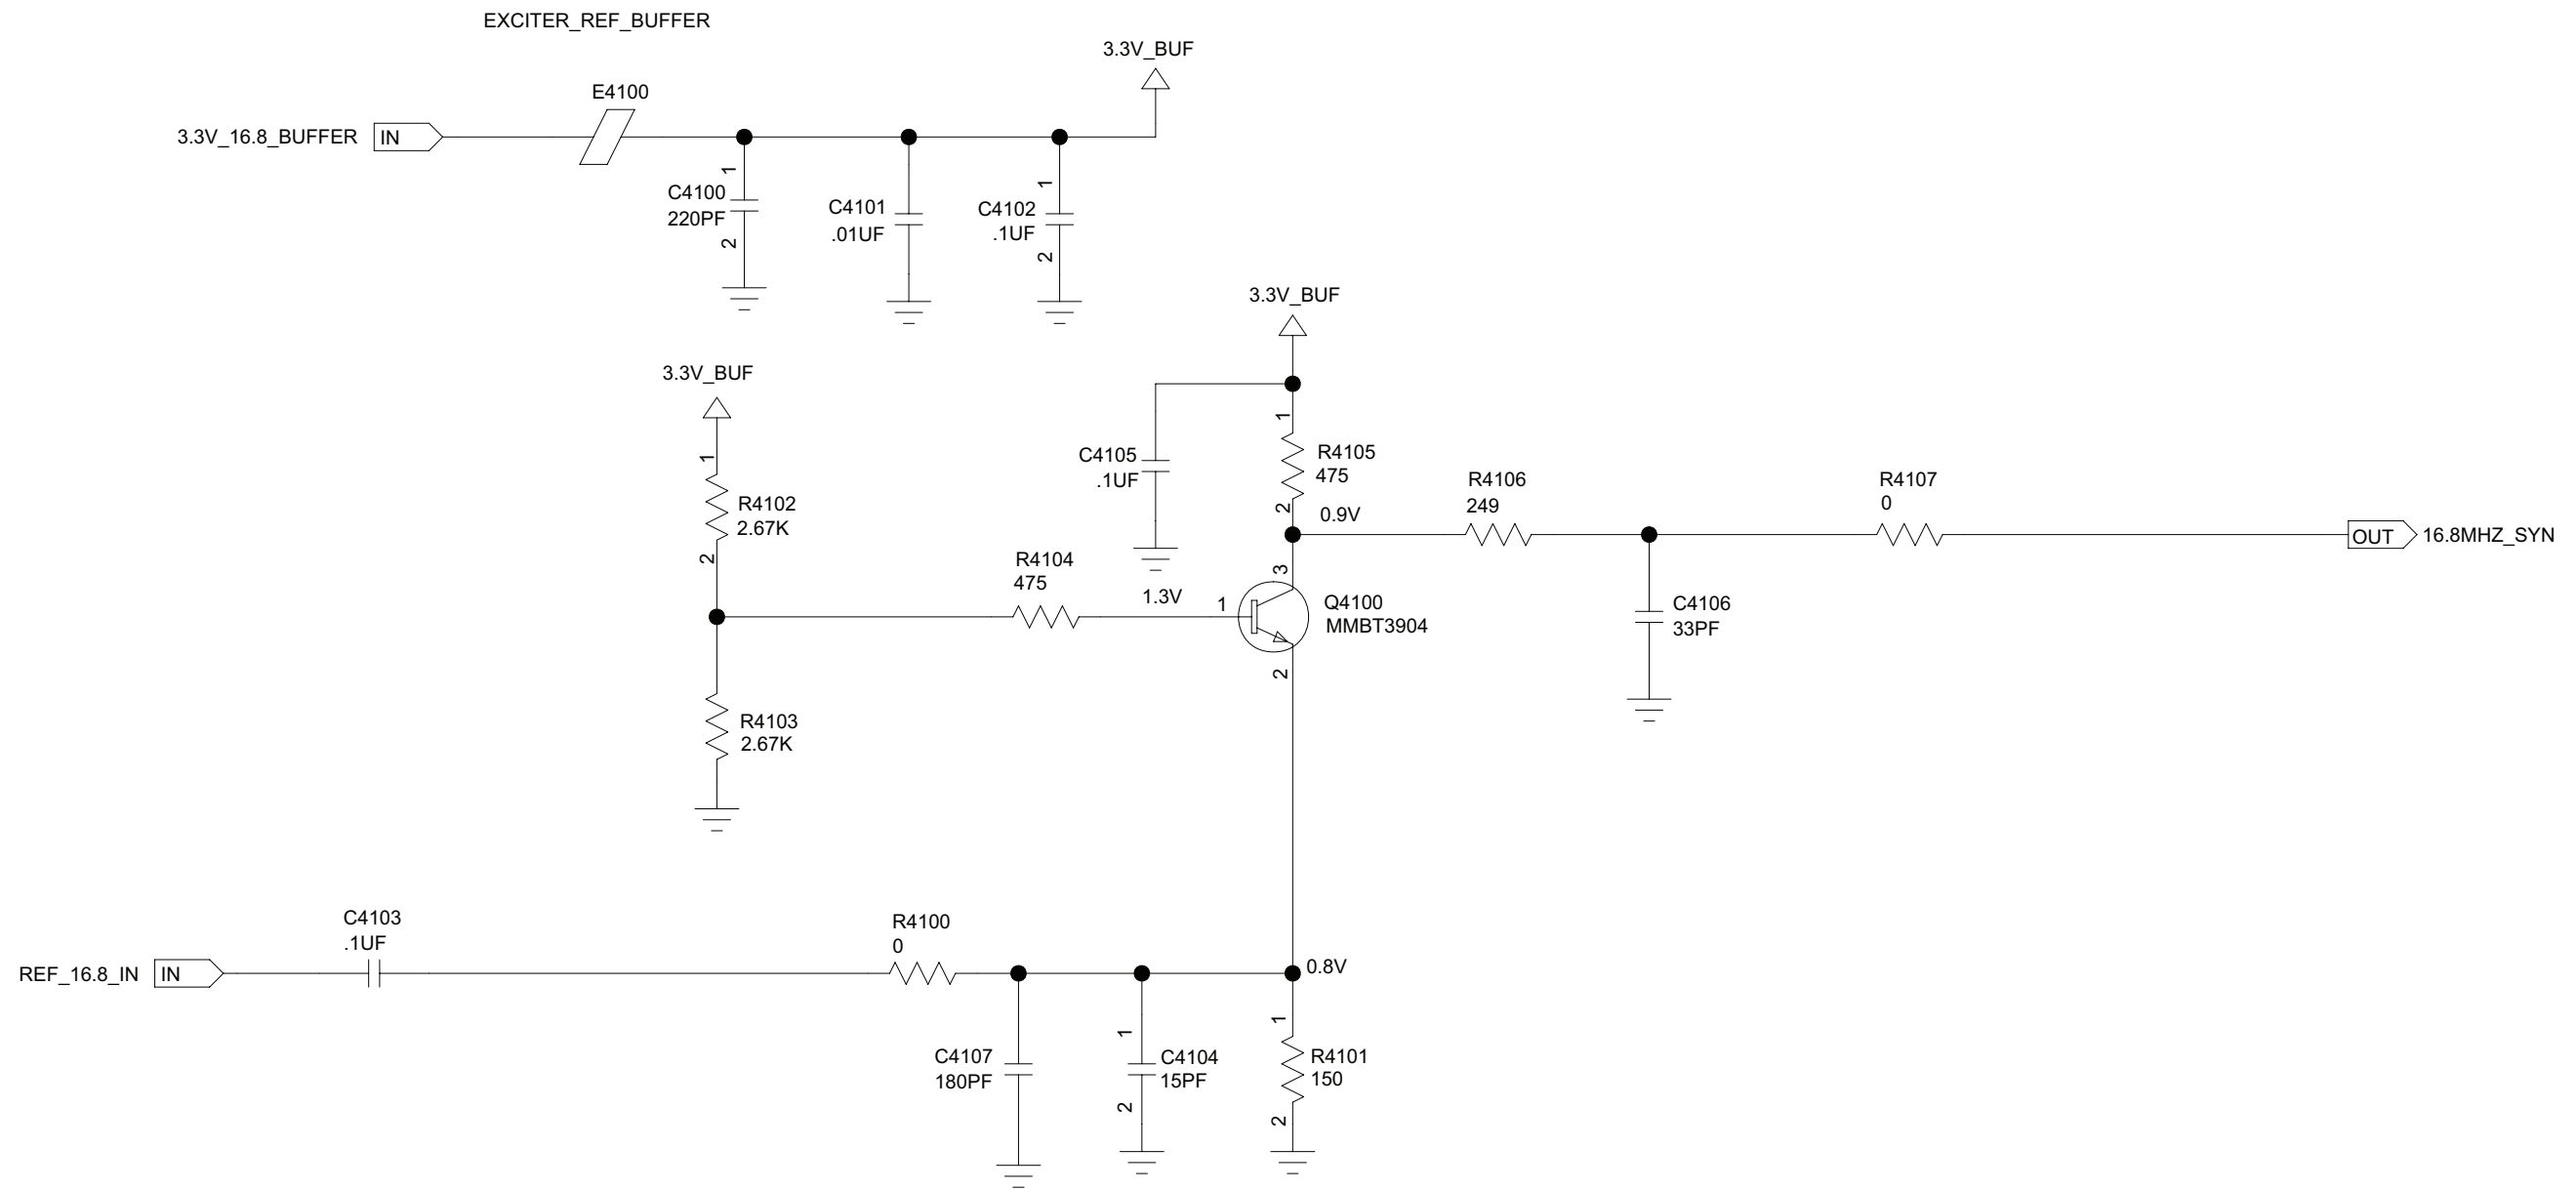 EXCITER_REF_BUFFER
3.3V_BUF
E4100
3.3V_16.8_BUFFER
IN
1
C4100
220PF
2
C4101
.01UF
1
C4102
.1UF
2
3.3V_BUF
3.3V_BUF
1
R4102
2.67K
2
C4105
.1UF
1
R4105
475
2
0.9V
R4106
249
R4107
0
OUT
16.8MHZ_SYN
R4104
475
1.3V
1
3
Q4100
MMBT3904
2
C4106
33PF
R4103
2.67K
C4103
.1UF
REF_16.8_IN
IN
R4100
0
0.8V
C4107
180PF
1
C4104
15PF
2
1
R4101
150
2